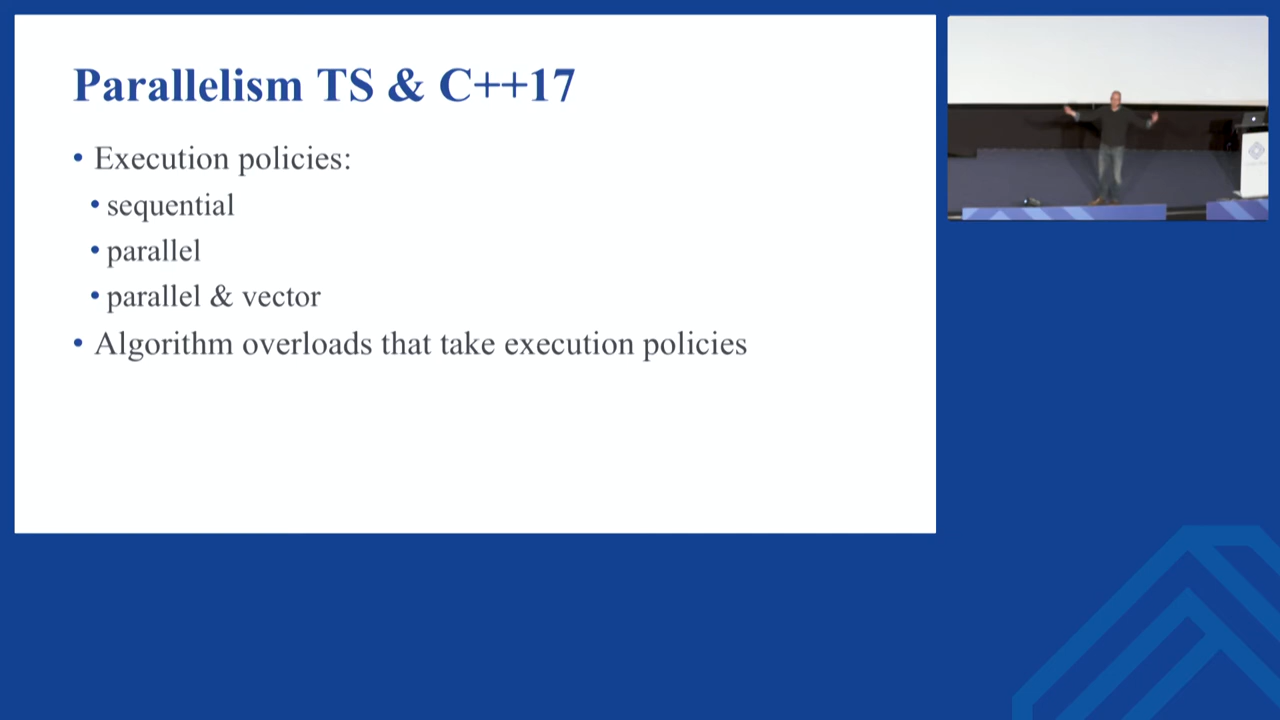 Parallelism TS & C++17
• Execution policies:
• sequential
• parallel
• parallel & vector
• Algorithm overloads that take execution policies